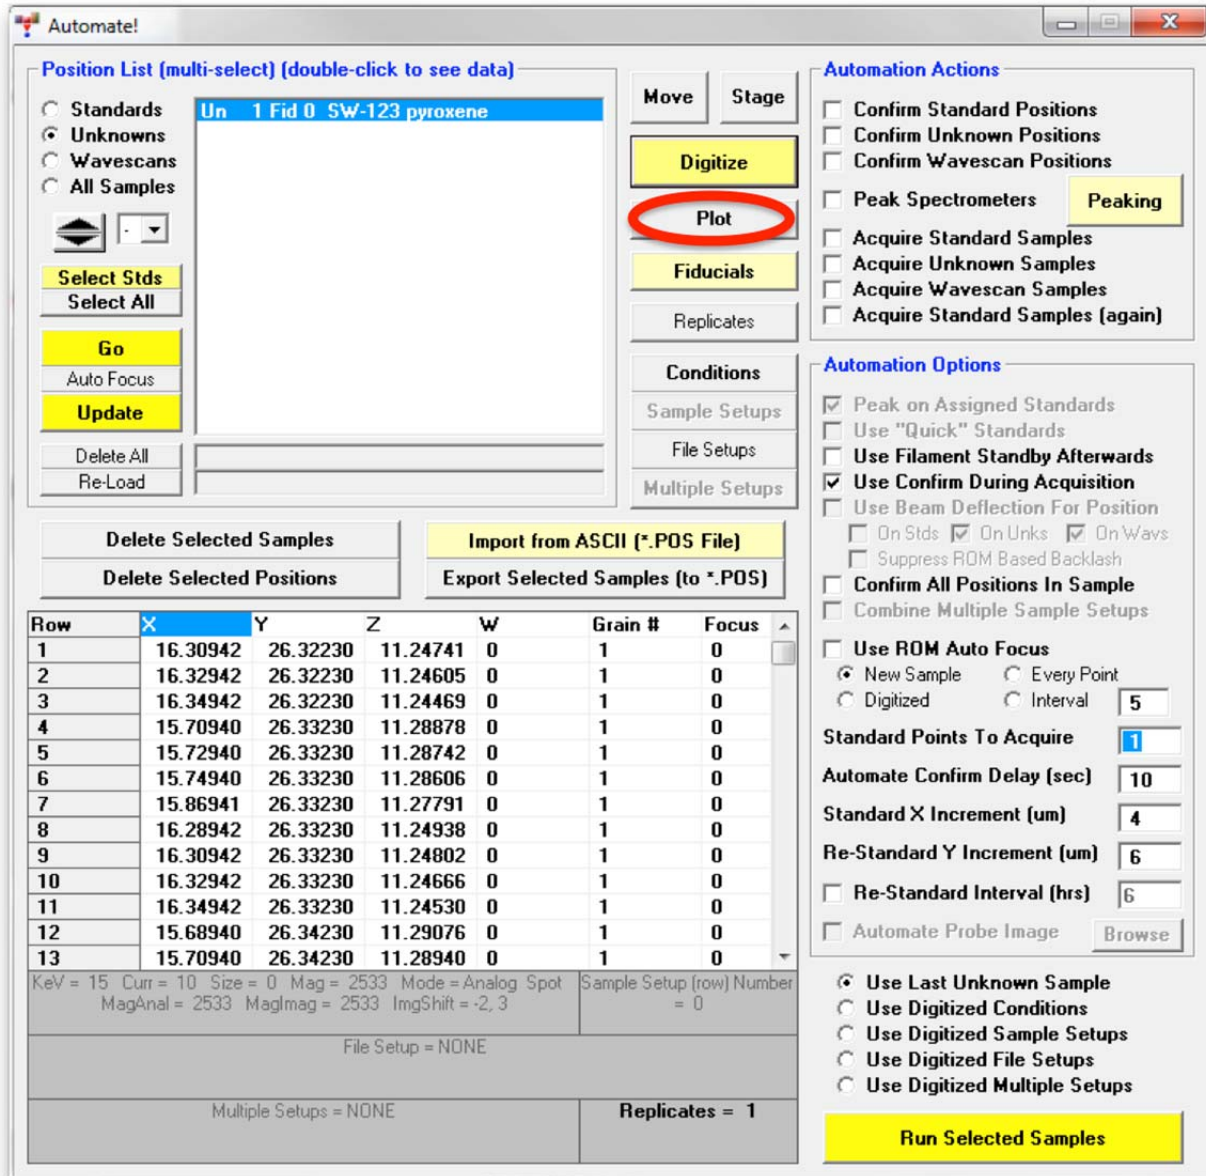 Automate!
Position List (multi-select) (double-click to see data)
Standards
Unknowns
Wavescans
All Samples
-
Select Stds
Select All
Go
Auto Focus
Update
Delete All
Re-Load
Un 1 Fid 0 SW-123 pyroxene
Move Stage
Digitize
Plot
Fiducials
Replicates
Conditions
Sample Setups
File Setups
Multiple Setups
Delete Selected Samples
Delete Selected Positions
Import from ASCII (*.POS File)
Export Selected Samples (to *.POS)
Row X Y Z W Grain # Focus
1 16.30942 26.32230 11.24741 0 1 0
2 16.32942 26.32230 11.24605 0 1 0
3 16.34942 26.32230 11.24469 0 1 0
4 15.70940 26.33230 11.28878 0 1 0
5 15.72940 26.33230 11.28742 0 1 0
6 15.74940 26.33230 11.28606 0 1 0
7 15.86941 26.33230 11.27791 0 1 0
8 16.28942 26.33230 11.24938 0 1 0
9 16.30942 26.33230 11.24802 0 1 0
10 16.32942 26.33230 11.24666 0 1 0
11 16.34942 26.33230 11.24530 0 1 0
12 15.68940 26.34230 11.29076 0 1 0
13 15.70940 26.34230 11.28940 0 1 0
KeV = 15 Curr = 10 Size = 0 Mag = 2533 Mode = Analog Spot
MagAnal = 2533 MagImag = 2533 ImgShift = -2, 3
Sample Setup (row) Number
= 0
File Setup = NONE
Multiple Setups = NONE
Replicates = 1
Automation Actions
Confirm Standard Positions
Confirm Unknown Positions
Confirm Wavescan Positions
Peak Spectrometers Peaking
Acquire Standard Samples
Acquire Unknown Samples
Acquire Wavescan Samples
Acquire Standard Samples (again)
Automation Options
Peak on Assigned Standards
Use "Quick" Standards
Use Filament Standby Afterwards
Use Confirm During Acquisition
Use Beam Deflection For Position
On Stds On Unks On Wavs
Suppress ROM Based Backlash
Confirm All Positions In Sample
Combine Multiple Sample Setups
Use ROM Auto Focus
New Sample Every Point
Digitized Interval 5
Standard Points To Acquire 1
Automate Confirm Delay (sec) 10
Standard X Increment (um) 4
Re-Standard Y Increment (um) 6
Re-Standard Interval (hrs) 6
Automate Probe Image Browse
Use Last Unknown Sample
Use Digitized Conditions
Use Digitized Sample Setups
Use Digitized File Setups
Use Digitized Multiple Setups
Run Selected Samples